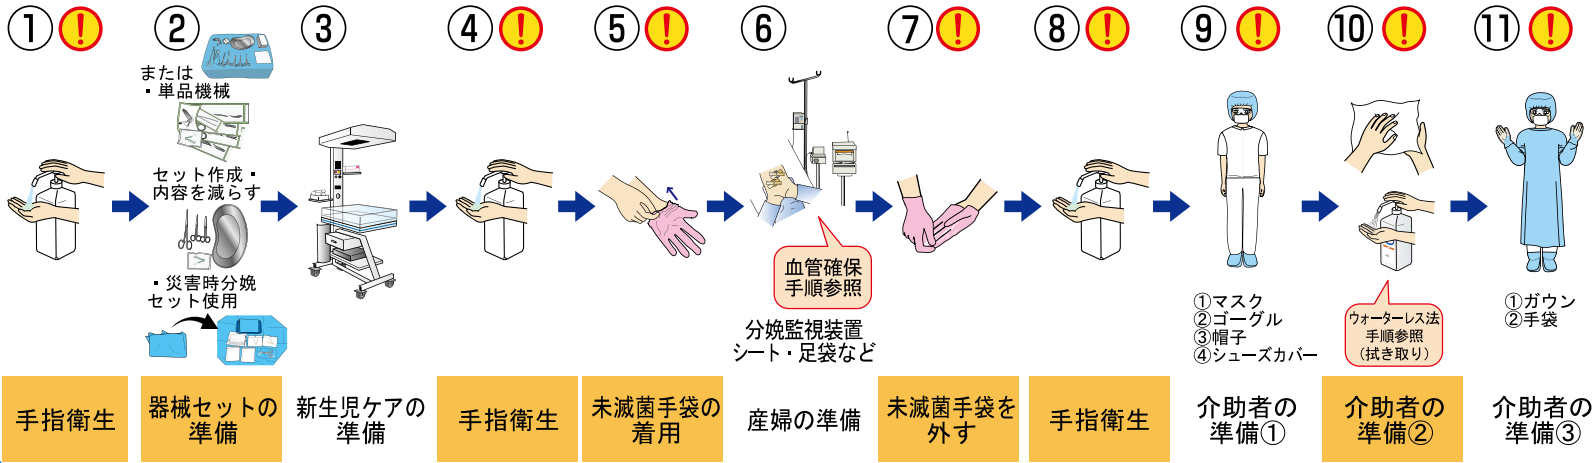 ①
②
または
・単品機械
セット作成・
内容を減らす
・災害時分娩
セット使用
③
④
⑤
⑥
血管確保
手順参照
分娩監視装置
シート・足袋など
⑦
⑧
⑨
①マスク
②ゴーグル
③帽子
④シューズカバー
⑩
ウォーターレス法
手順参照
（拭き取り）
⑪
①ガウン
②手袋
手指衛生
器械セットの
準備
新生児ケアの
準備
手指衛生
未滅菌手袋の
着用
産婦の準備
未滅菌手袋を
外す
手指衛生
介助者の
準備①
介助者の
準備②
介助者の
準備③